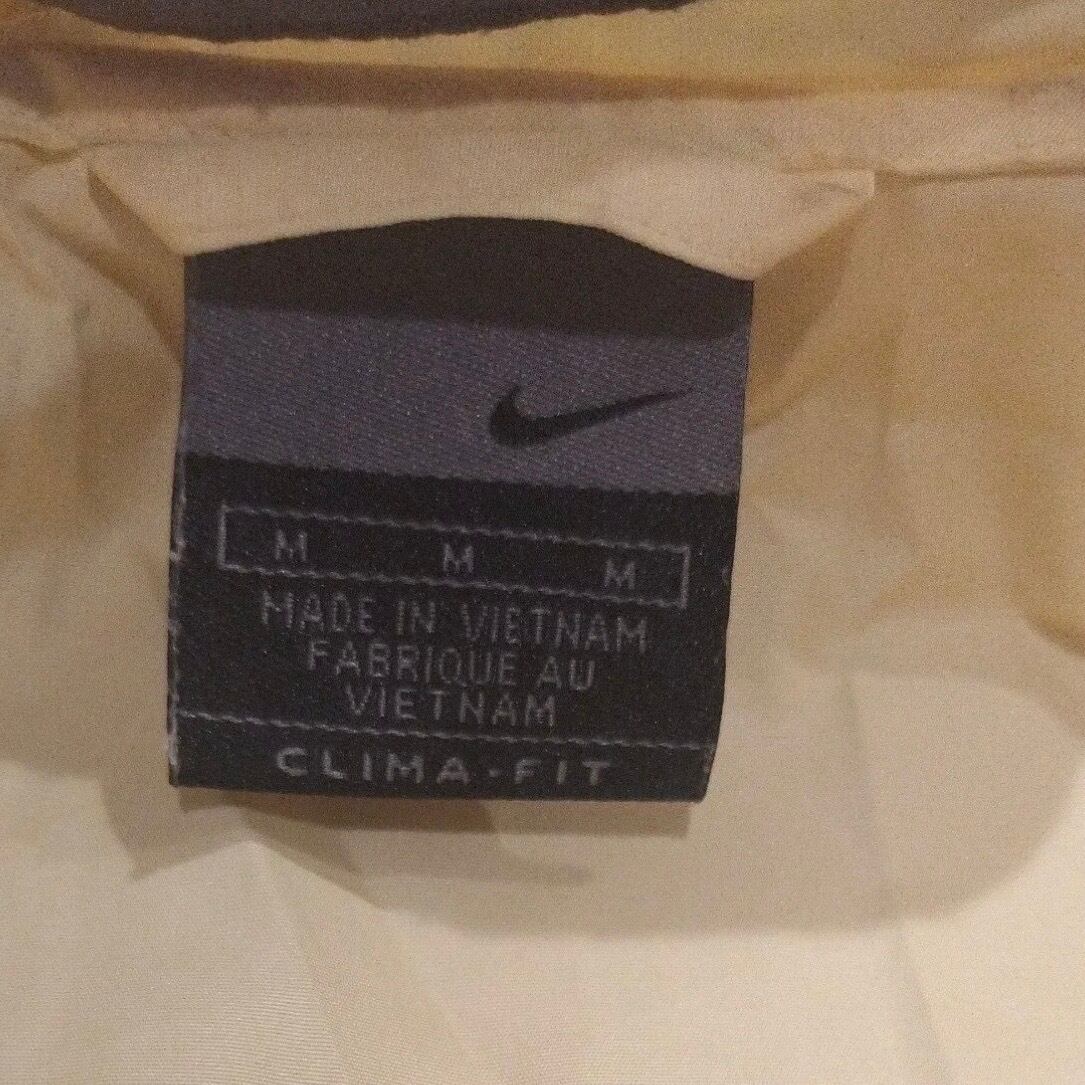 M M M
MADE IN VIETNAM
FABRIQUE AU
VIETNAM
CLIMA-FIT